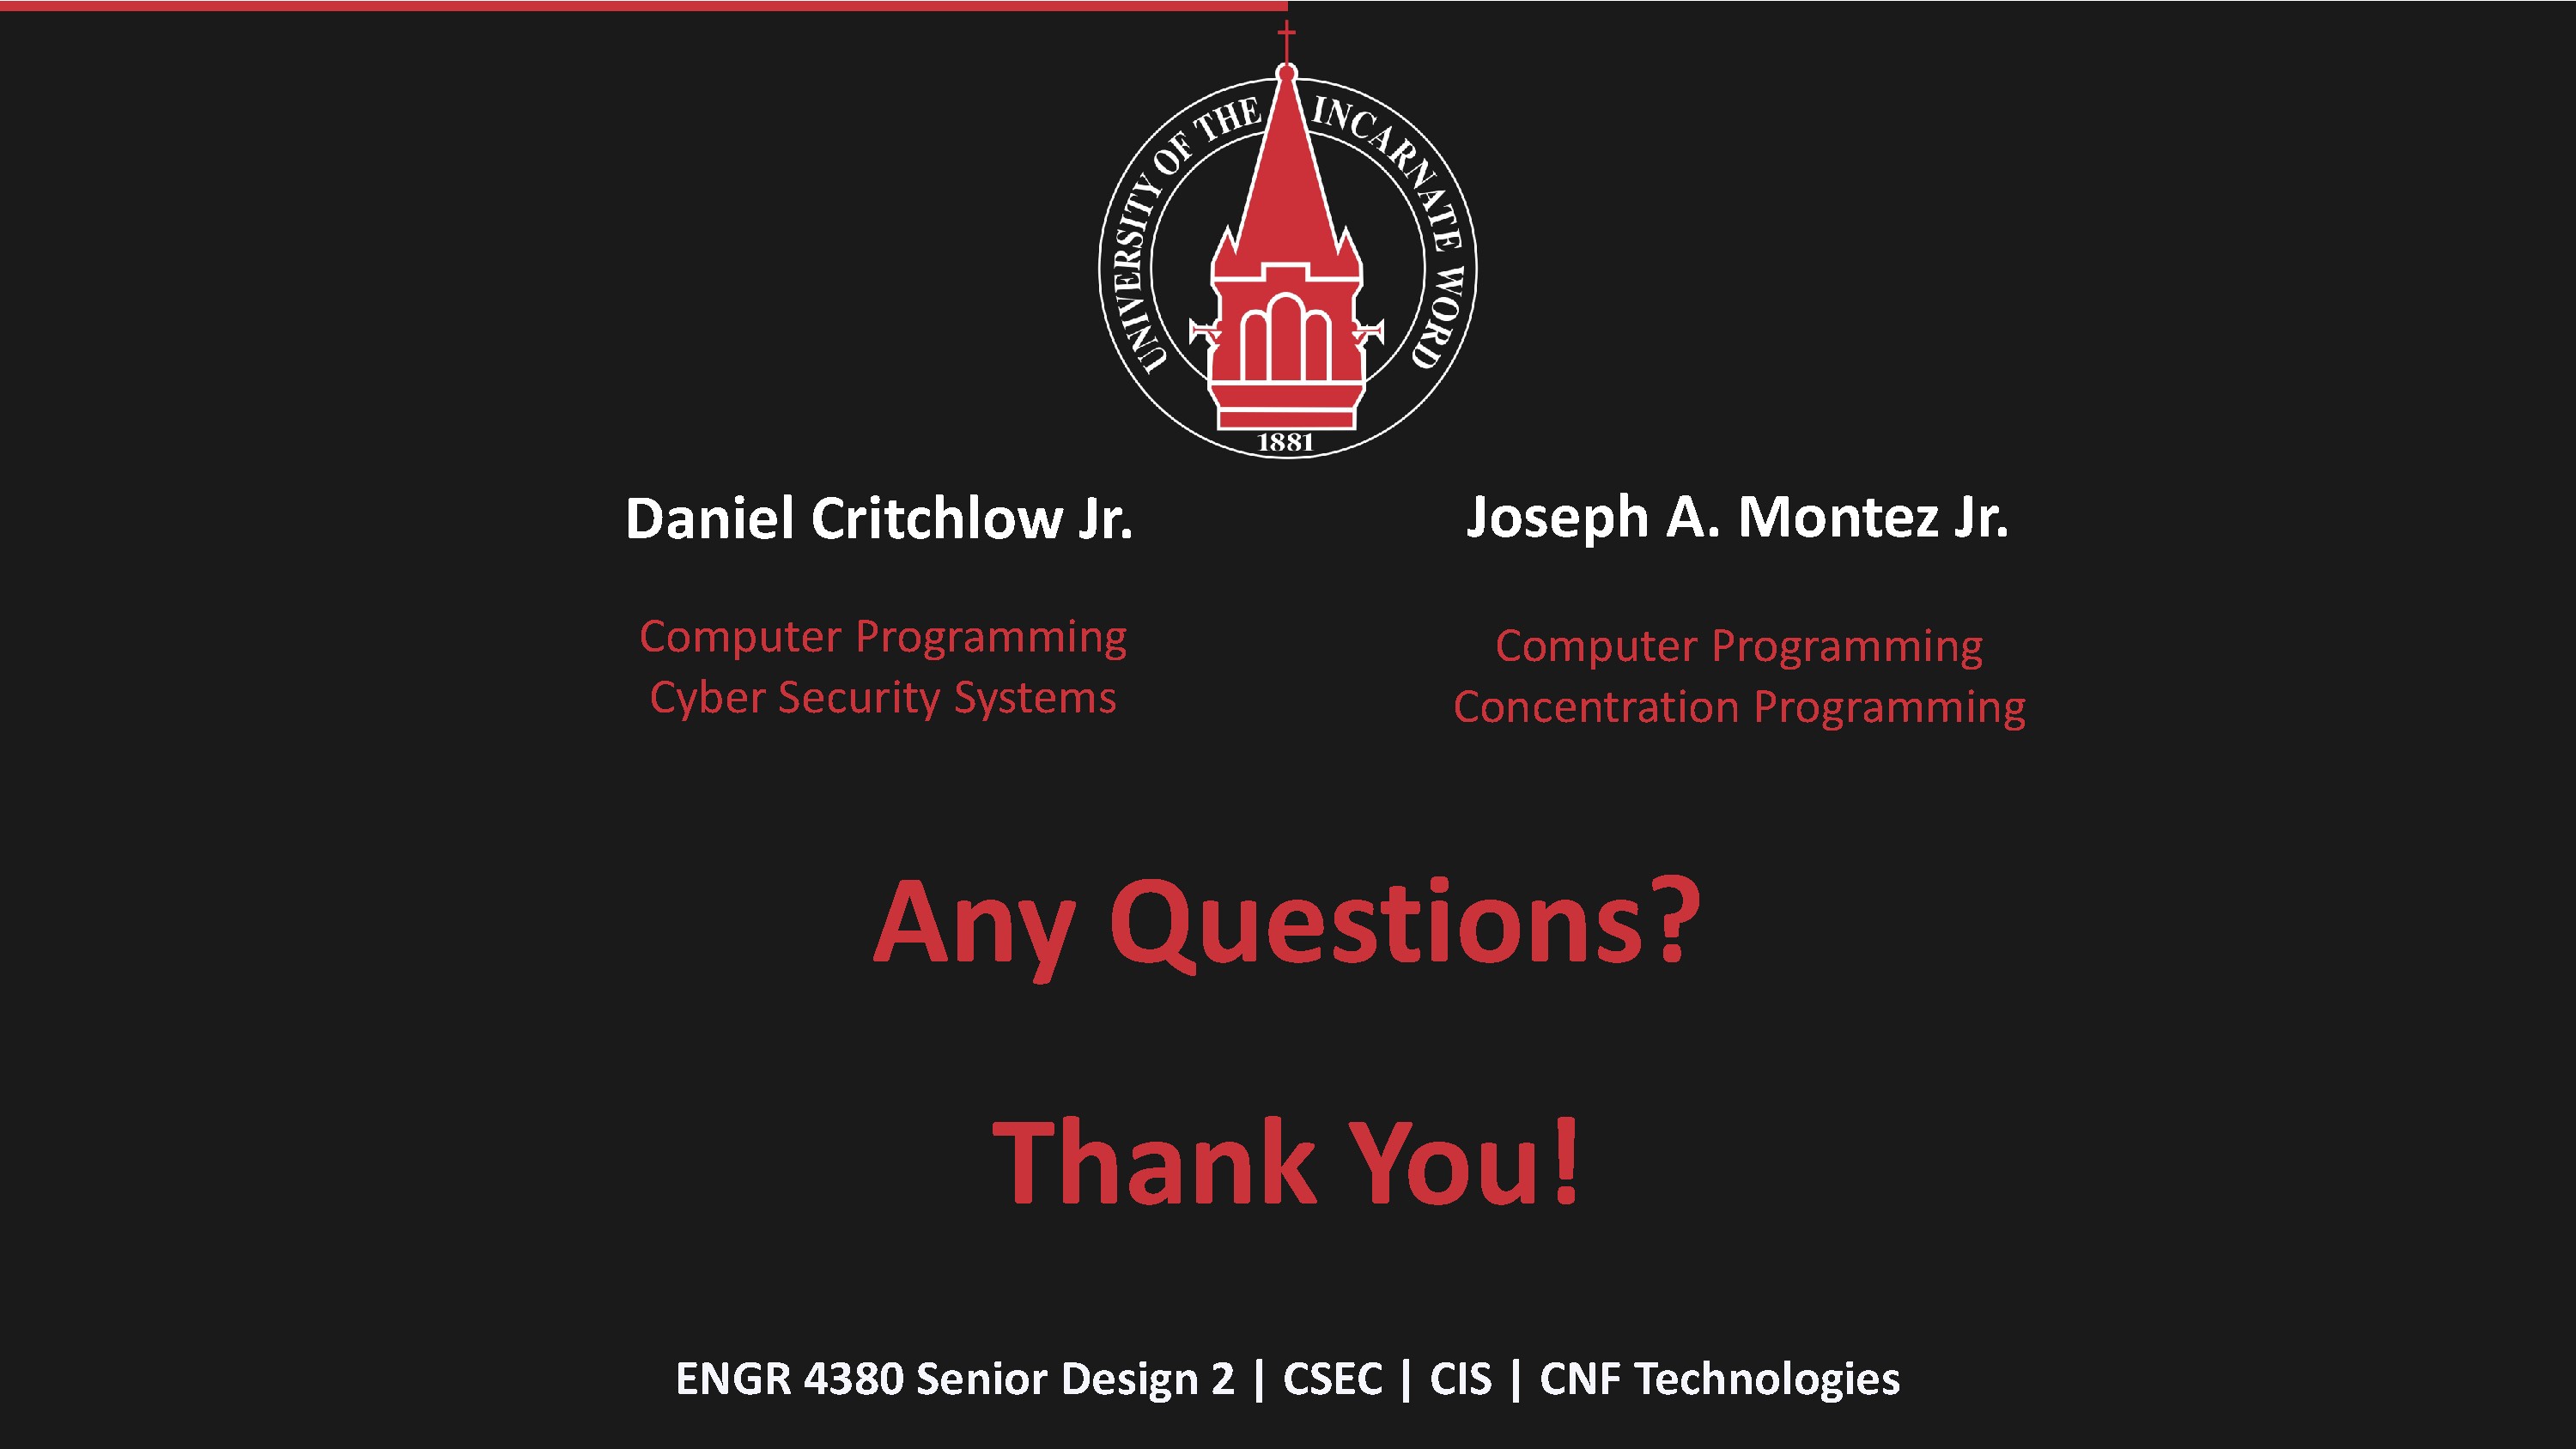 UNIVERSITY OF THE INCARNATE WORD
1881
Daniel Critchlow Jr.
Computer Programming
Cyber Security Systems
Joseph A. Montez Jr.
Computer Programming
Concentration Programming
Any Questions?
Thank You!
ENGR 4380 Senior Design 2 | CSEC | CIS | CNF Technologies